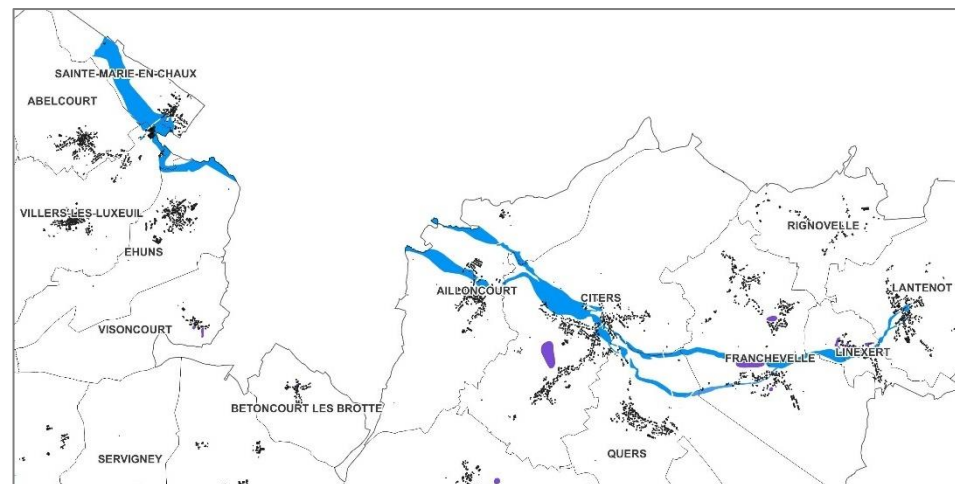 SAINTE-MARIE-EN-CHAUX
ABELCOURT
VILLERS-LES-LUXEUIL
EHUNS
RIGNOVELLE
AILLONCOURT
CITERS
LANTENOT
VISONCOURT
LINEXERT
FRANCHEVELLE
BETONCOURT LES BROTTE
QUERS
SERVIGNEY